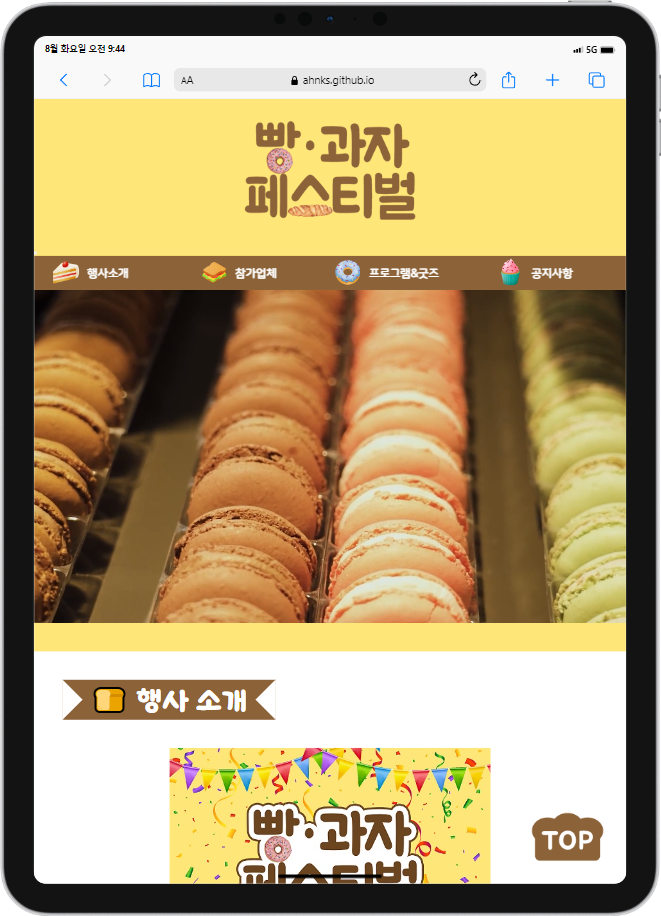 8월 화요일 오전 9:44
5G
AA
ahnks.github.io
빵·과자
페스티벌
행사소개
참가업체
프로그램&굿즈
공지사항
행사 소개
빵·과자
페스티벌
TOP